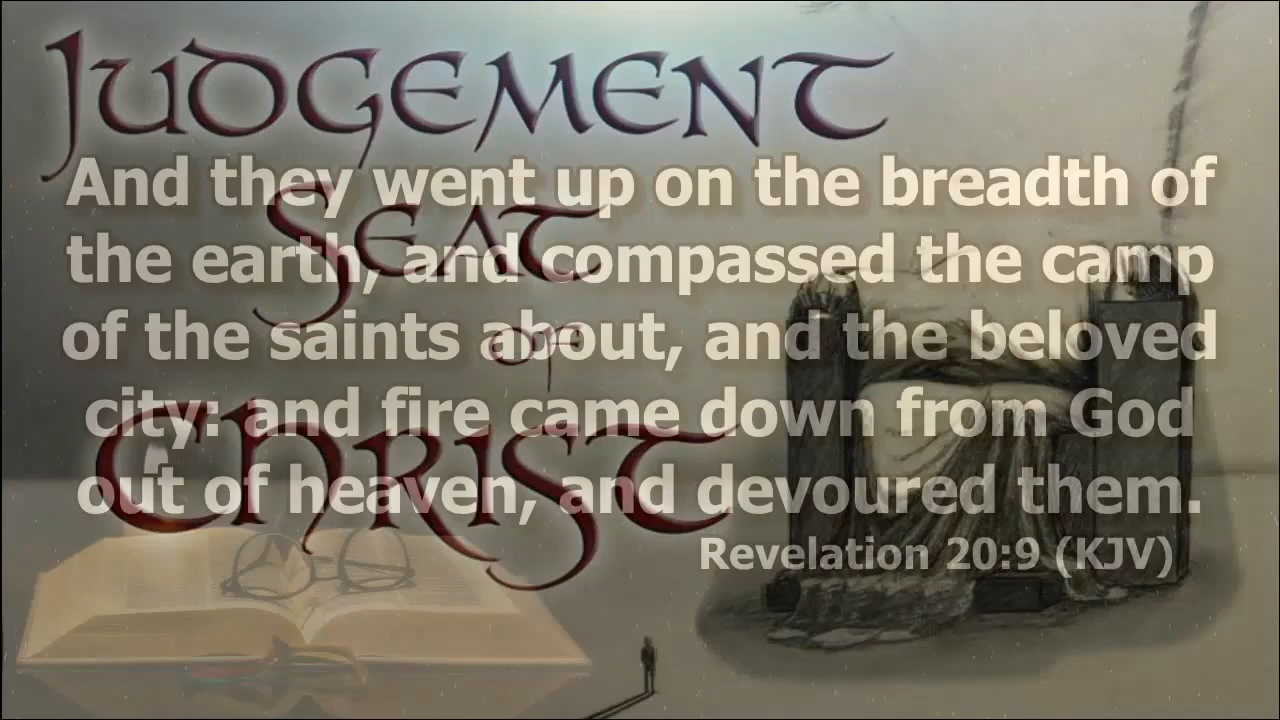 JUDGEMENT
SEAT
OF
CHRIST
And they went up on the breadth of
the earth, and compassed the camp
of the saints about, and the beloved
city: and fire came down from God
out of heaven, and devoured them.
Revelation 20:9 (KJV)